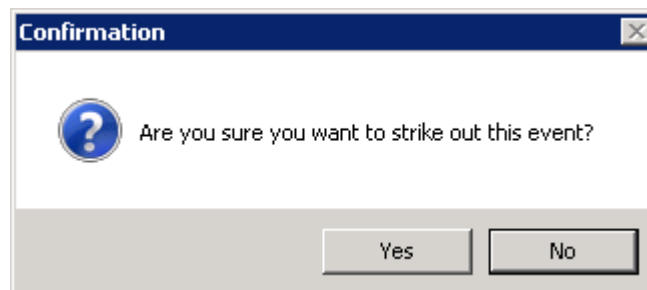 Confirmation
Are you sure you want to strike out this event?
Yes
No